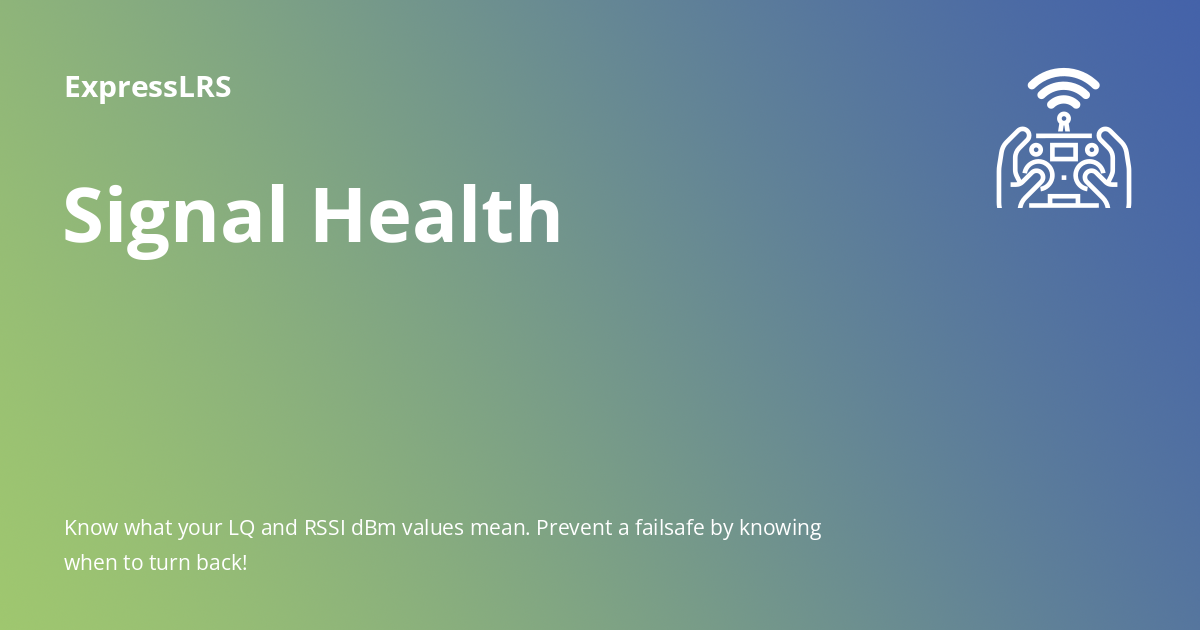 ExpressLRS
Signal Health
Know what your LQ and RSSI dBm values mean. Prevent a failsafe by knowing
when to turn back!